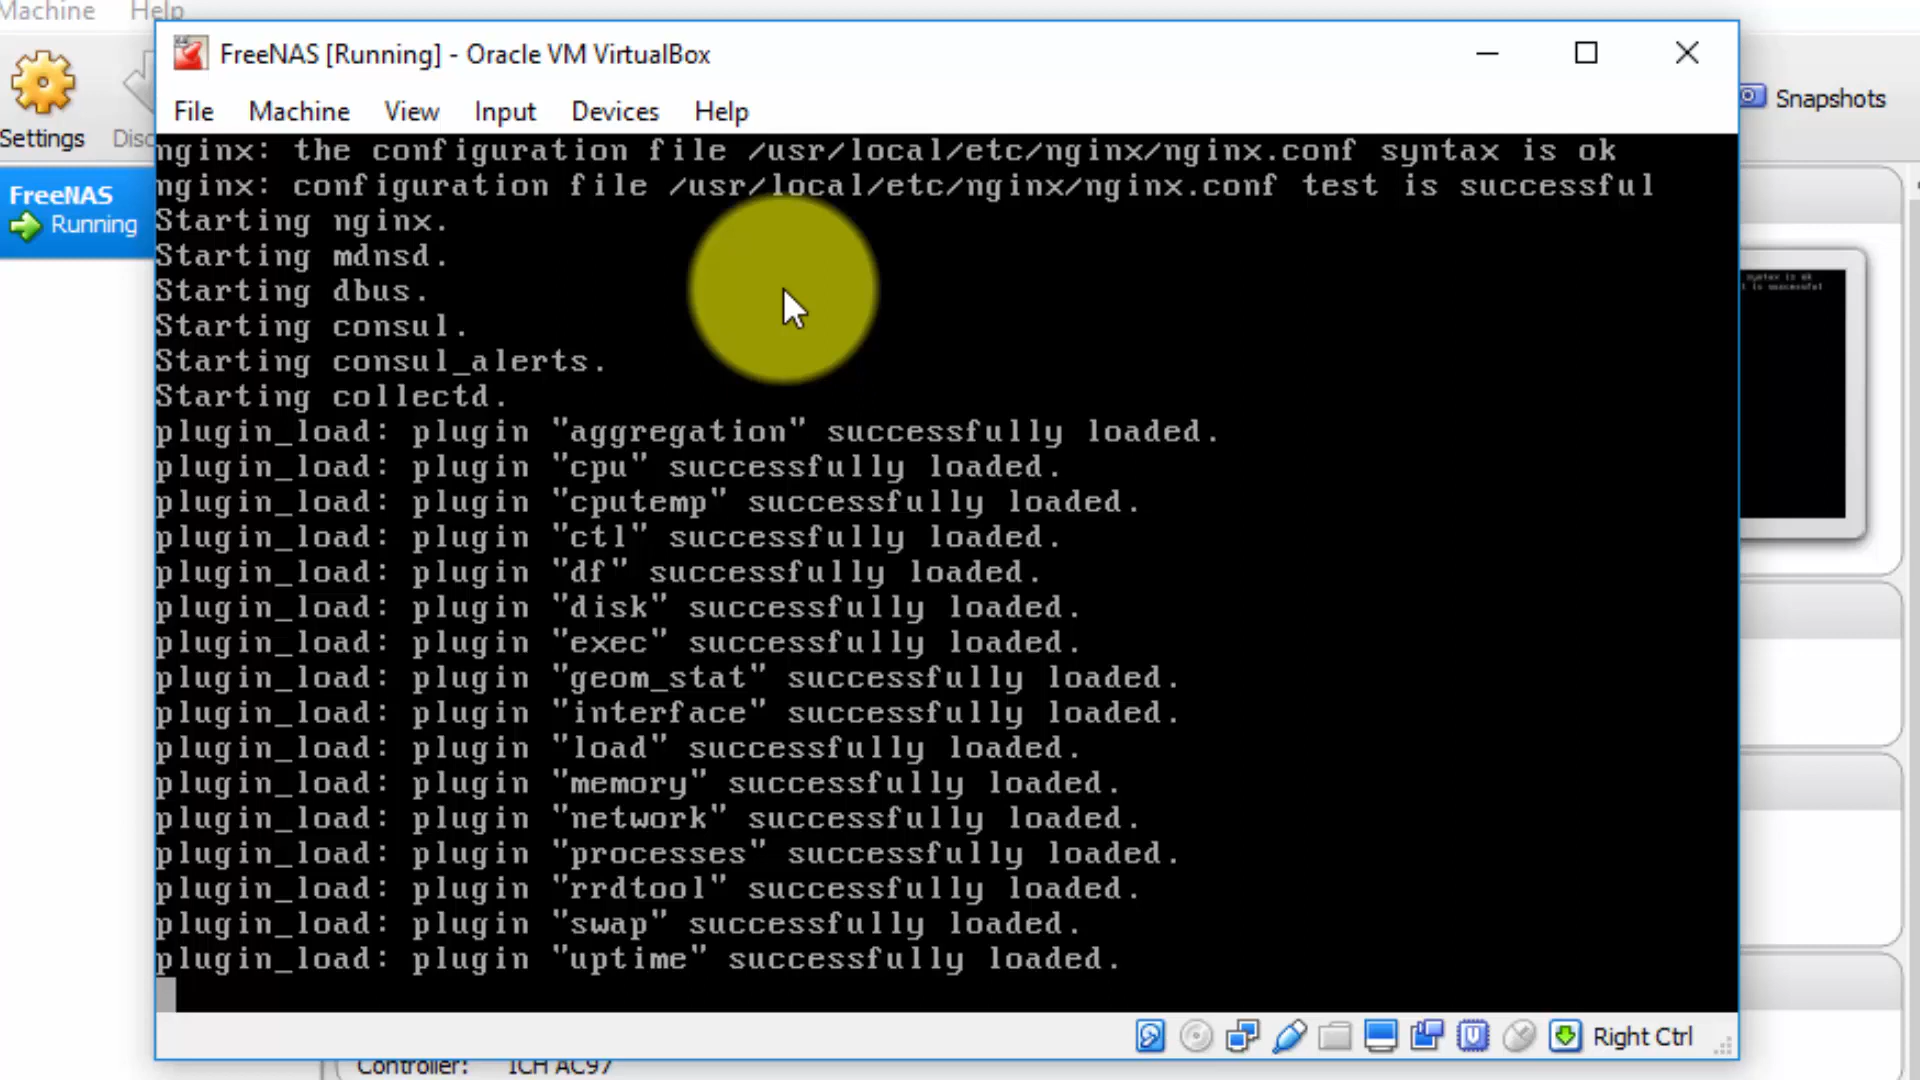 Machine Help
FreeNAS [Running] - Oracle VM VirtualBox
File Machine View Input Devices Help
Settings
Disc
Snapshots
FreeNAS
Running
nginx: the configuration file /usr/local/etc/nginx/nginx.conf syntax is ok
nginx: configuration file /usr/local/etc/nginx/nginx.conf test is successful
Starting nginx.
Starting mdnsd.
Starting dbus.
Starting consul.
Starting consul_alerts.
Starting collectd.
plugin_load: plugin "aggregation" successfully loaded.
plugin_load: plugin "cpu" successfully loaded.
plugin_load: plugin "cputemp" successfully loaded.
plugin_load: plugin "ctl" successfully loaded.
plugin_load: plugin "df" successfully loaded.
plugin_load: plugin "disk" successfully loaded.
plugin_load: plugin "exec" successfully loaded.
plugin_load: plugin "geom_stat" successfully loaded.
plugin_load: plugin "interface" successfully loaded.
plugin_load: plugin "load" successfully loaded.
plugin_load: plugin "memory" successfully loaded.
plugin_load: plugin "network" successfully loaded.
plugin_load: plugin "processes" successfully loaded.
plugin_load: plugin "rrdtool" successfully loaded.
plugin_load: plugin "swap" successfully loaded.
plugin_load: plugin "uptime" successfully loaded.
Right Ctrl
Controller: ICH AC97